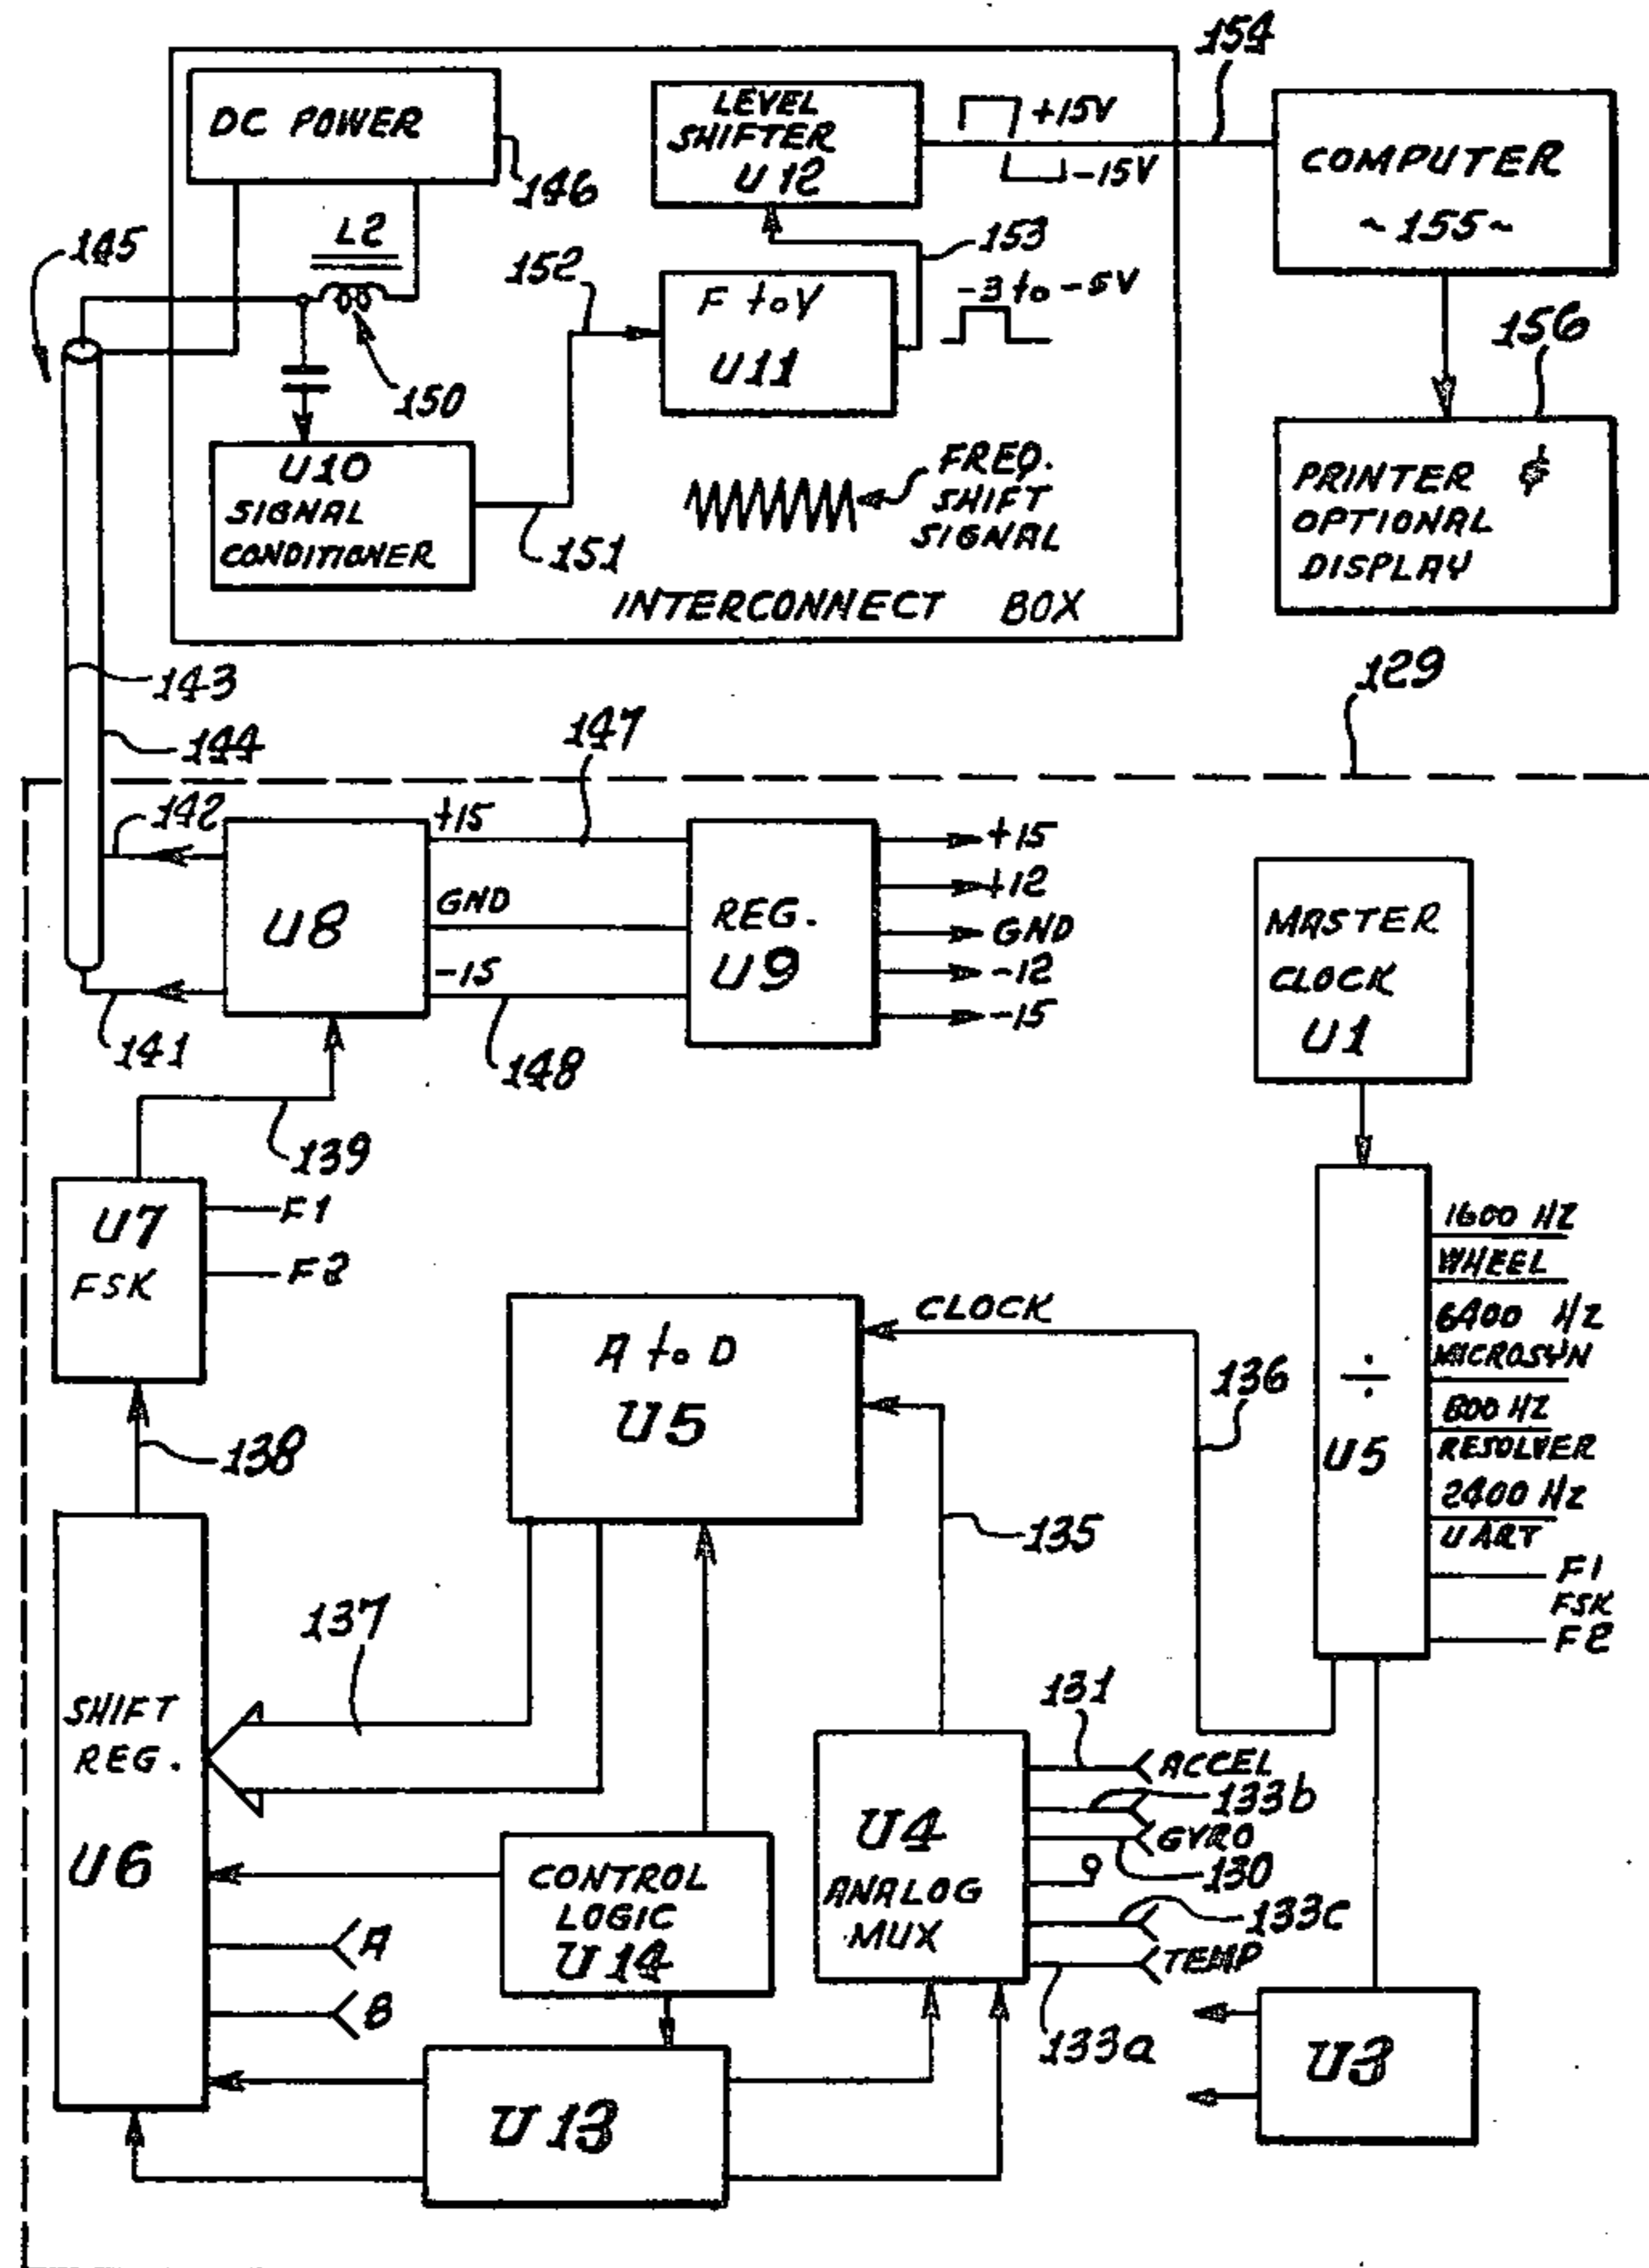 154
DC POWER
146
LEVEL
SHIFTER
U12
+15V
-15V
COMPUTER
~155~
145
L2
152
153
F to V
U11
-3 to -5V
156
150
U10
SIGNAL
CONDITIONER
151
FREQ.
SHIFT
SIGNAL
PRINTER &
OPTIONAL
DISPLAY
INTERCONNECT BOX
143
129
144
147
142
+15
U8
GND
-15
REG.
U9
+15
+12
GND
-12
-15
MASTER
CLOCK
U1
141
148
139
U7
FSK
F1
F2
1600 HZ
WHEEL
6400 HZ
MICROSYN
800 HZ
RESOLVER
2400 HZ
UART
F1
FSK
F2
÷
U5
A to D
U5
CLOCK
136
138
135
137
131
ACCEL
133b
GYRO
130
133c
TEMP
133a
SHIFT
REG.
U6
U4
ANALOG
MUX
CONTROL
LOGIC
U14
A
B
U13
U3